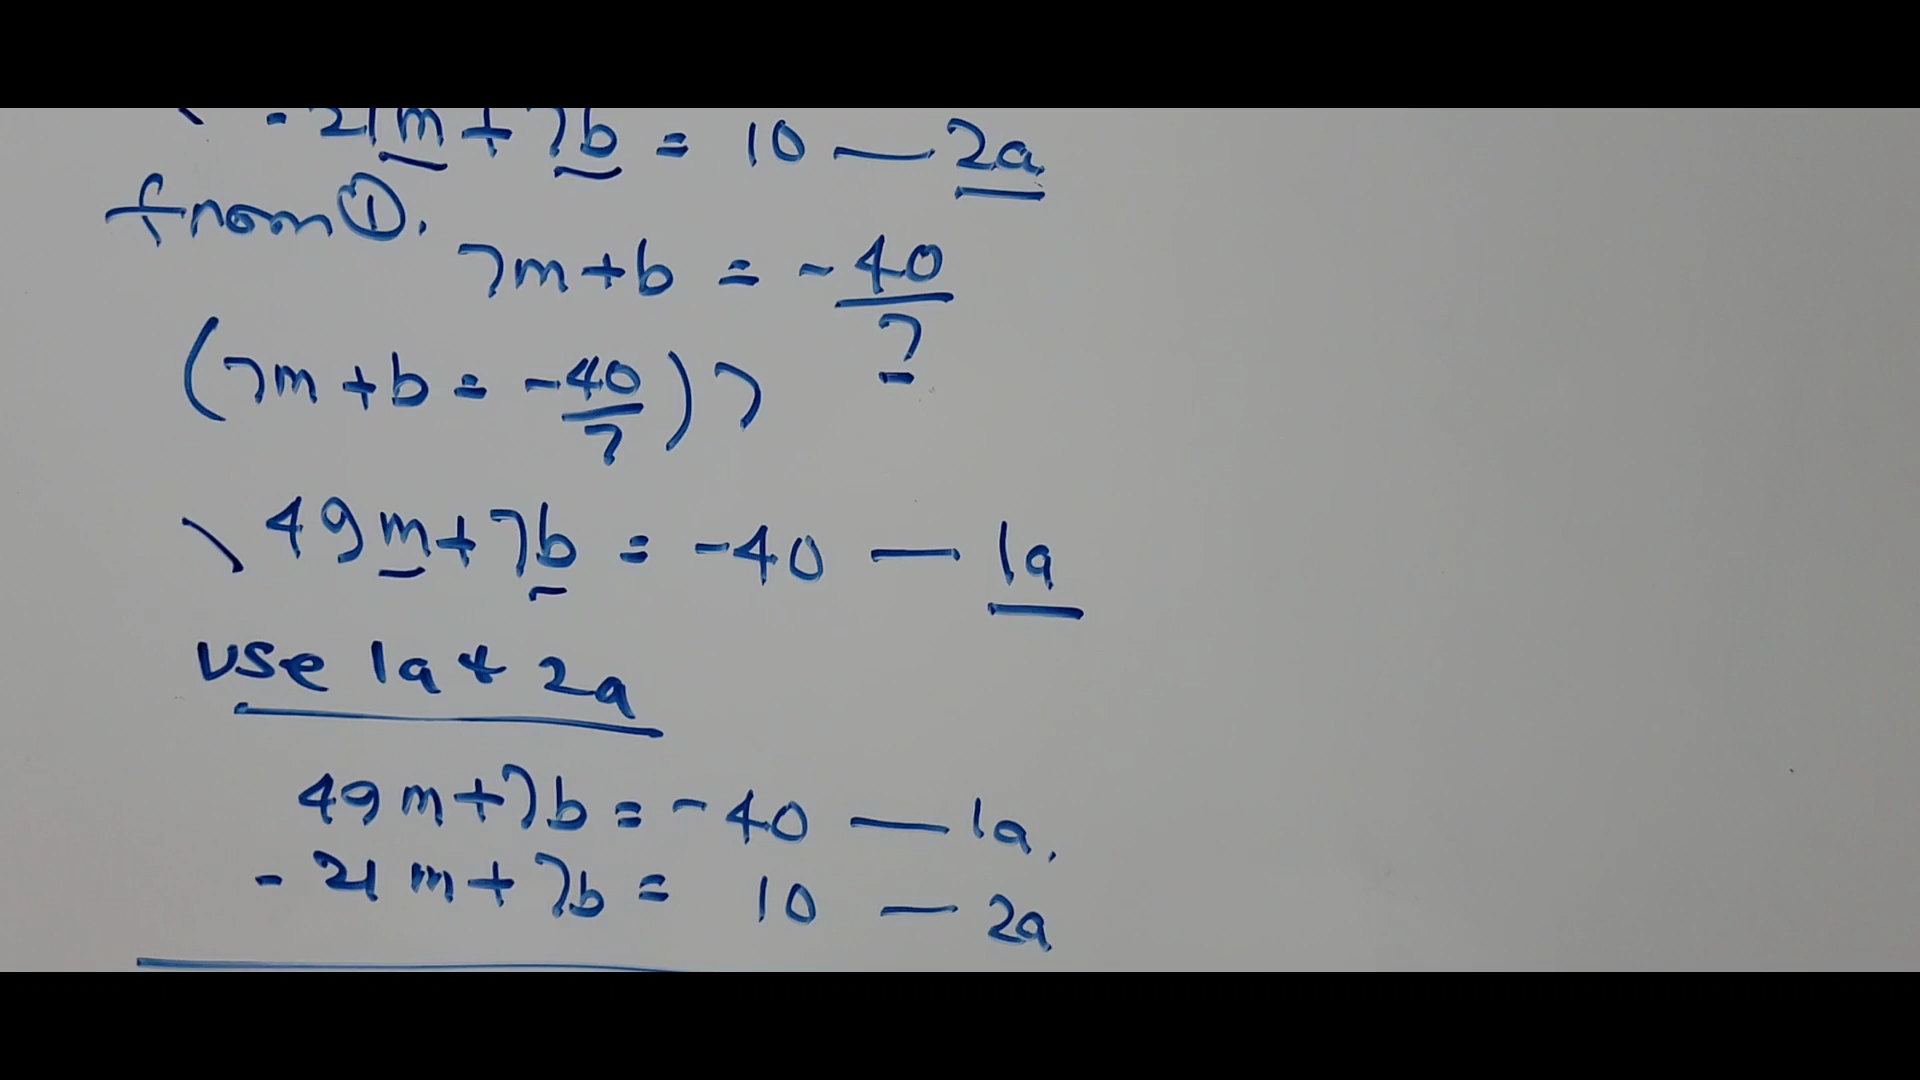 - 21m + 7b = 10 — 2a
from ①.
7m + b = - 40/7
(7m + b = - 40/7) 7
49m + 7b = -40 — 1a
use 1a & 2a
49m + 7b = -40 — 1a.
- 21m + 7b = 10 — 2a